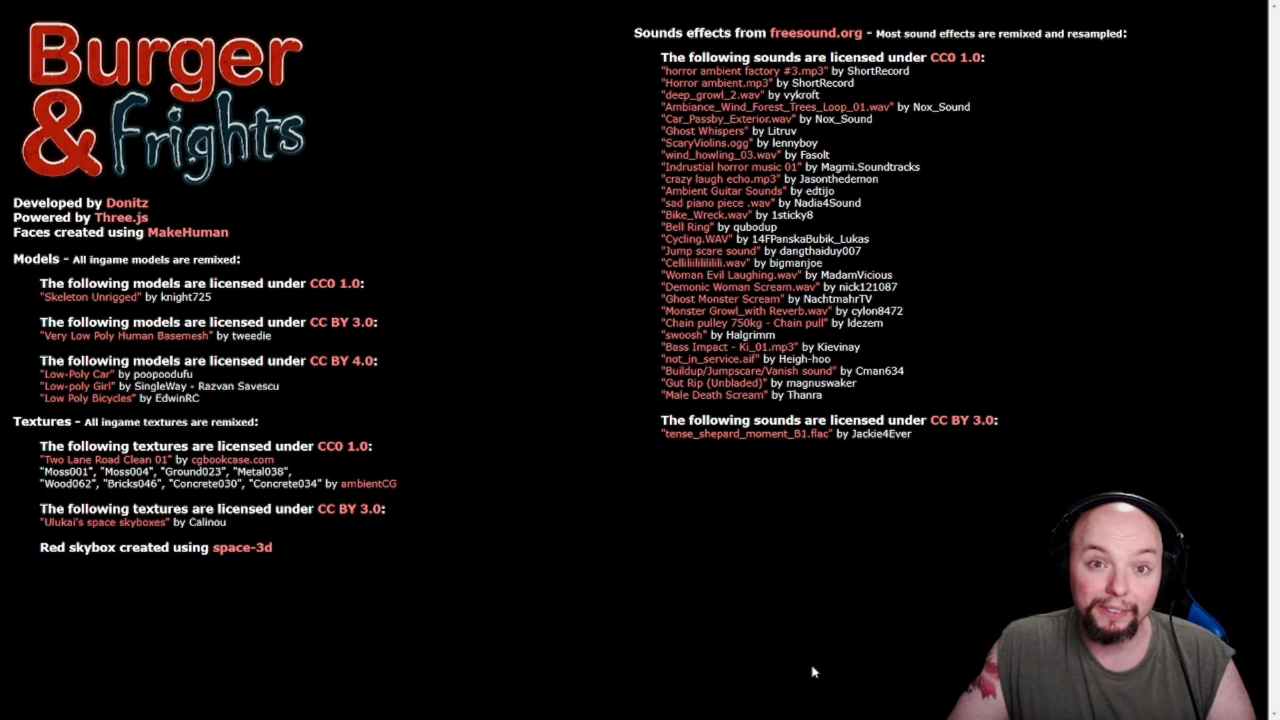 Burger
& Frights
Developed by Donitz
Powered by Three.js
Faces created using MakeHuman
Models - All ingame models are remixed:
The following models are licensed under CC0 1.0:
"Skeleton Unrigged" by knight725
The following models are licensed under CC BY 3.0:
"Very Low Poly Human Basemesh" by tweedie
The following models are licensed under CC BY 4.0:
"Low-Poly Car" by poopoodufu
"Low-poly Girl" by SingleWay - Razvan Savescu
"Low Poly Bicycles" by EdwinRC
Textures - All ingame textures are remixed:
The following textures are licensed under CC0 1.0:
"Two Lane Road Clean 01" by cgbookcase.com
"Moss001", "Moss004", "Ground023", "Metal038",
"Wood062", "Bricks046", "Concrete030", "Concrete034" by ambientCG
The following textures are licensed under CC BY 3.0:
"Ulukai's space skyboxes" by Calinou
Red skybox created using space-3d
Sounds effects from freesound.org - Most sound effects are remixed and resampled:
The following sounds are licensed under CC0 1.0:
"horror ambient factory #3.mp3" by ShortRecord
"Horror ambient.mp3" by ShortRecord
"deep_growl_2.wav" by vykroft
"Ambiance_Wind_Forest_Trees_Loop_01.wav" by Nox_Sound
"Car_Passby_Exterior.wav" by Nox_Sound
"Ghost Whispers" by Litruv
"ScaryViolins.ogg" by lennyboy
"wind_howling_03.wav" by Fasolt
"Indrustial horror music 01" by Magmi.Soundtracks
"crazy laugh echo.mp3" by Jasonthedemon
"Ambient Guitar Sounds" by edtijo
"sad piano piece .wav" by Nadia4Sound
"Bike_Wreck.wav" by 1sticky8
"Bell Ring" by qubodup
"Cycling.WAV" by 14FPanskaBubik_Lukas
"Jump scare sound" by dangthaiduy007
"Celliiliililili.wav" by bigmanjoe
"Woman Evil Laughing.wav" by MadamVicious
"Demonic Woman Scream.wav" by nick121087
"Ghost Monster Scream" by NachtmahrTV
"Monster Growl_with Reverb.wav" by cylon8472
"Chain pulley 750kg - Chain pull" by ldezem
"swoosh" by Halgrimm
"Bass Impact - Ki_01.mp3" by Kievinay
"not_in_service.aif" by Heigh-hoo
"Buildup/Jumpscare/Vanish sound" by Cman634
"Gut Rip (Unbladed)" by magnuswaker
"Male Death Scream" by Thanra
The following sounds are licensed under CC BY 3.0:
"tense_shepard_moment_B1.flac" by Jackie4Ever